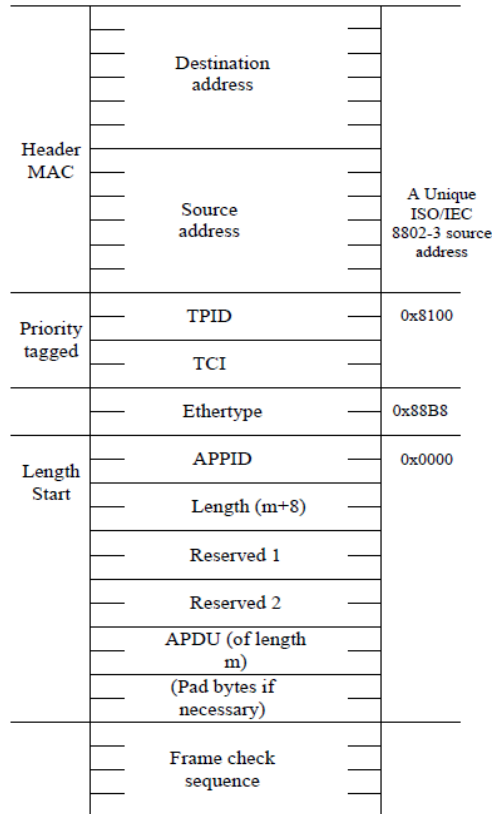 Destination
address
Header
MAC
Source
address
A Unique
ISO/IEC
8802-3 source
address
Priority
tagged
TPID
0x8100
TCI
Ethertype
0x88B8
Length
Start
APPID
0x0000
Length (m+8)
Reserved 1
Reserved 2
APDU (of length
m)
(Pad bytes if
necessary)
Frame check
sequence